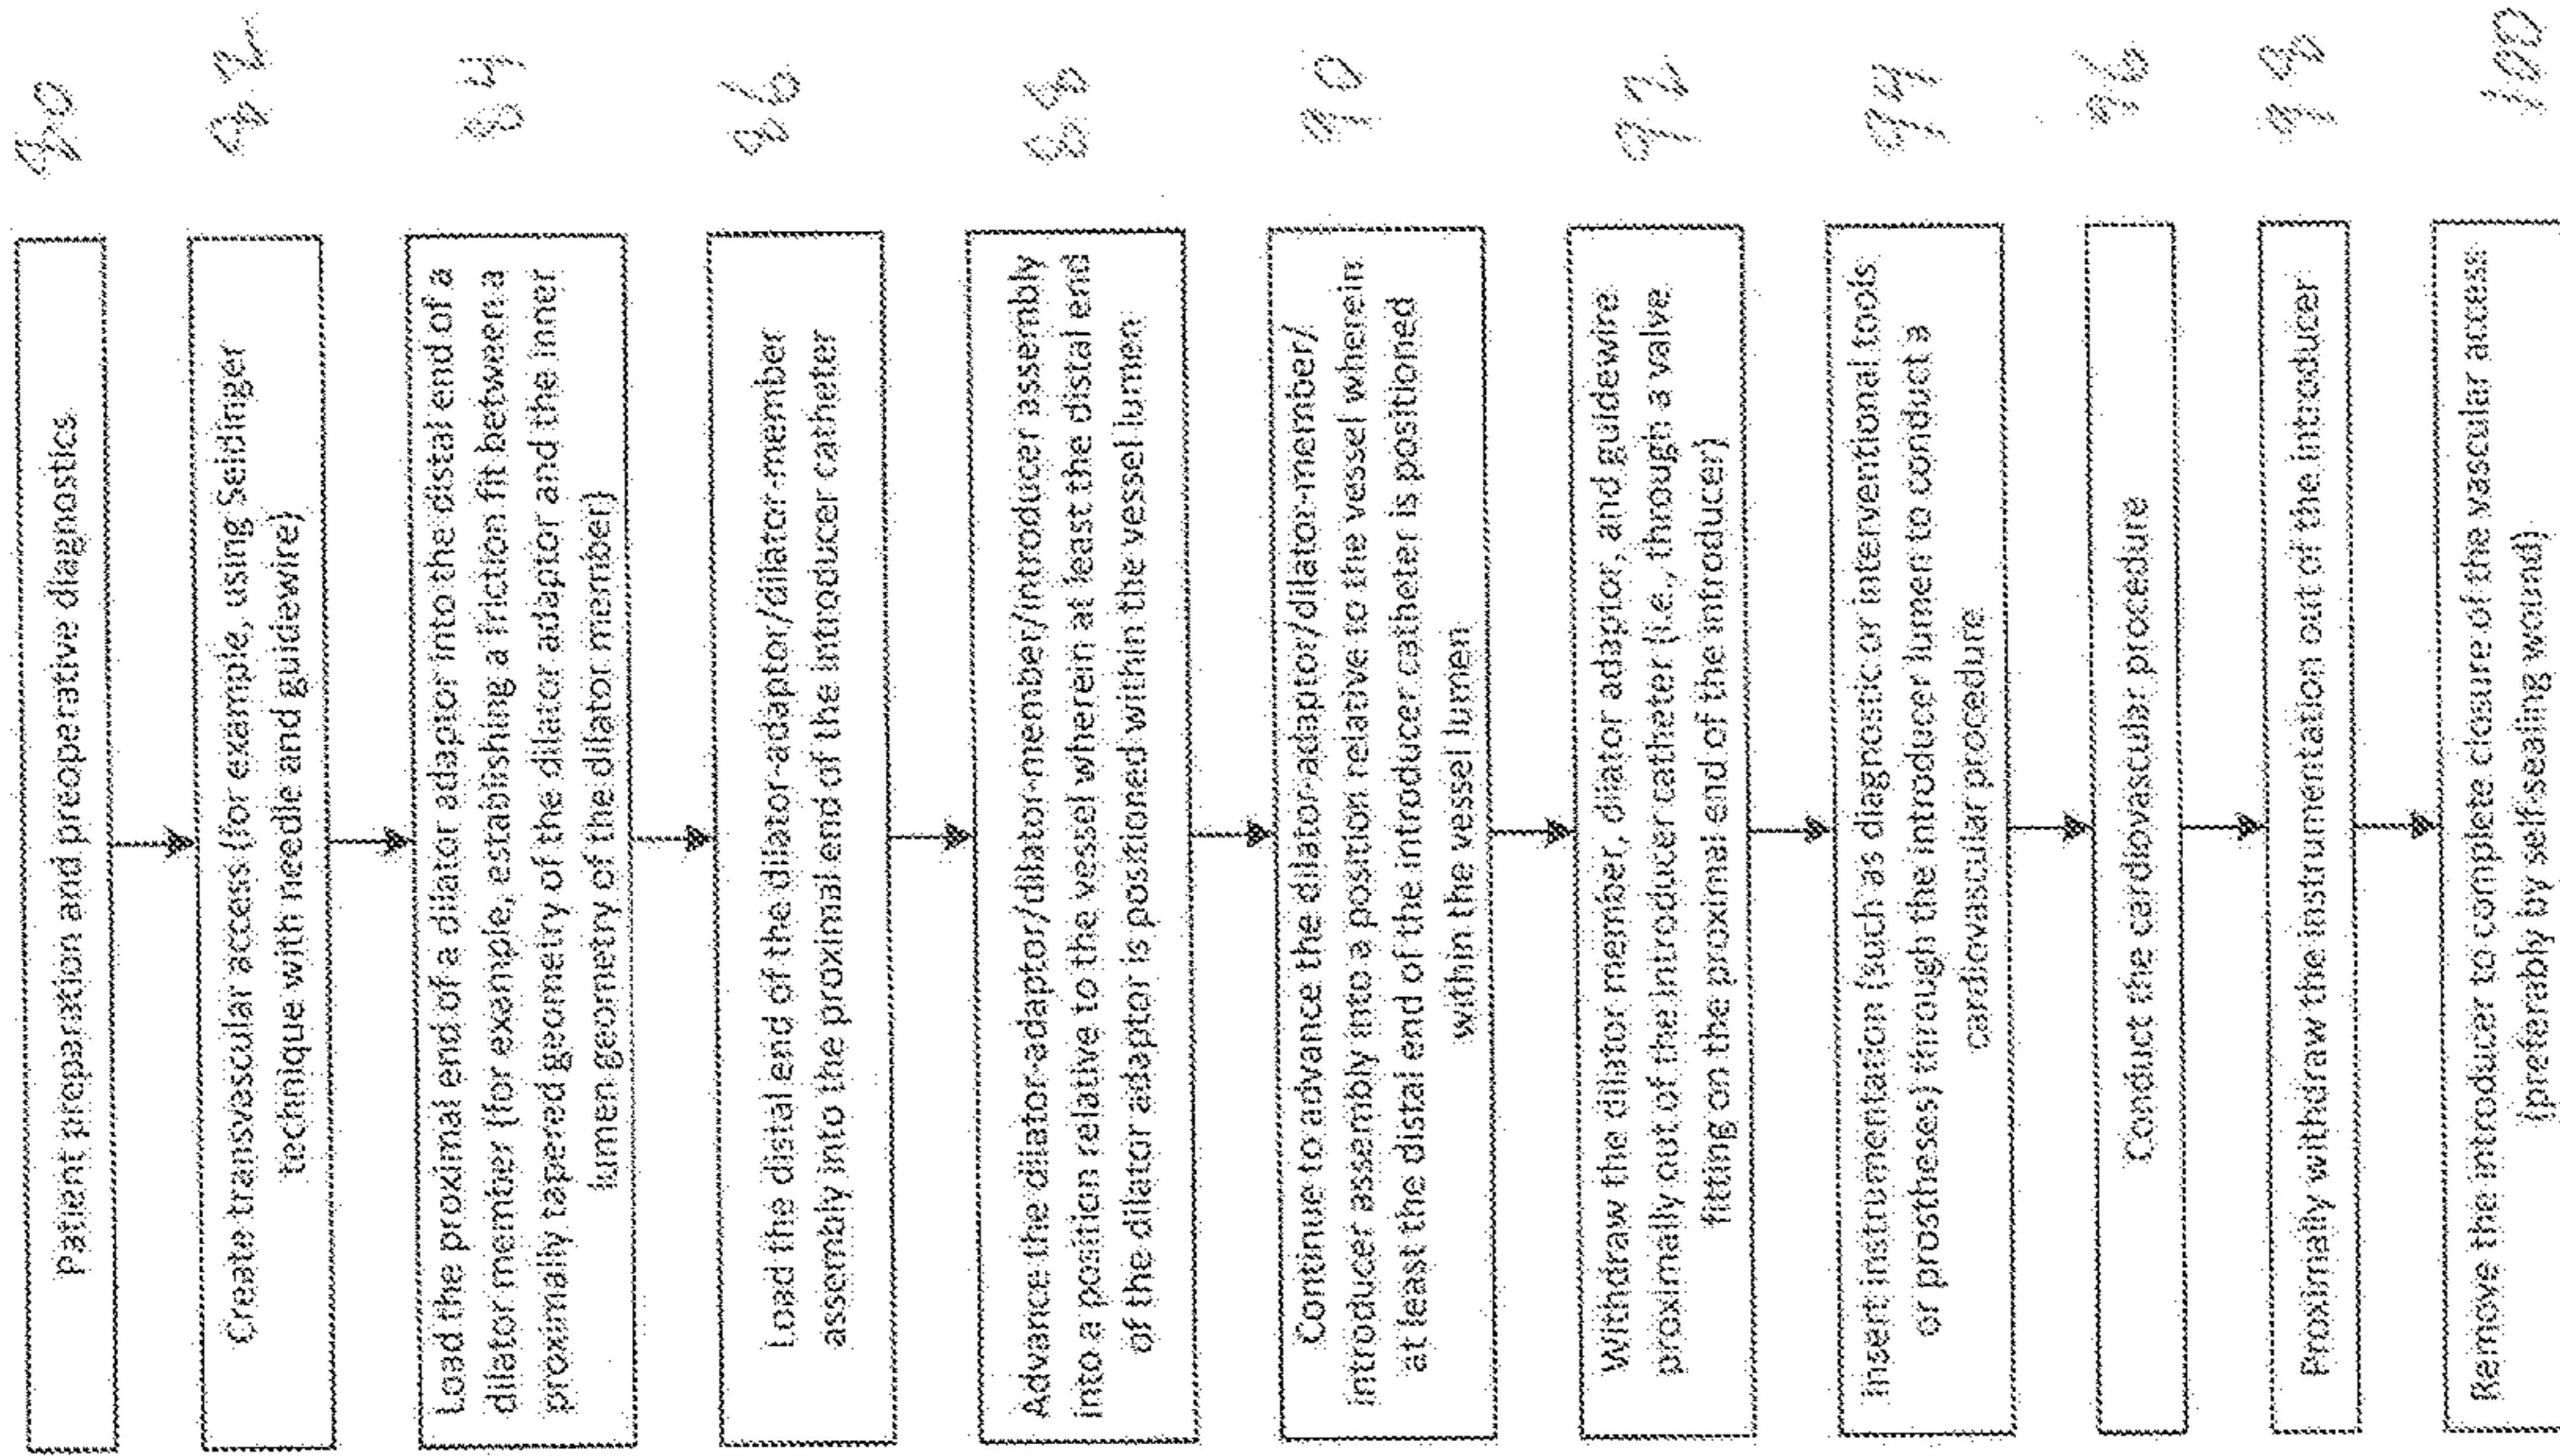 Patient preparation and preoperative diagnostics
80
Create transvascular access (for example, using Seldinger
technique with needle and guidewire)
82
Load the proximal end of a dilator adaptor into the distal end of a
dilator member (for example, establishing a friction fit between a
proximally tapered geometry of the dilator adaptor and the inner
lumen geometry of the dilator member)
84
Load the distal end of the dilator-adaptor/dilator-member
assembly into the proximal end of the introducer catheter
86
Advance the dilator-adaptor/dilator-member/introducer assembly
into a position relative to the vessel wherein at least the distal end
of the dilator adaptor is positioned within the vessel lumen
88
Continue to advance the dilator-adaptor/dilator-member/
introducer assembly into a position relative to the vessel wherein
at least the distal end of the introducer catheter is positioned
within the vessel lumen
90
Withdraw the dilator member, dilator adaptor, and guidewire
proximally out of the introducer catheter (i.e., through a valve
fitting on the proximal end of the introducer)
92
Insert instrumentation (such as diagnostic or interventional tools
or prostheses) through the introducer lumen to conduct a
cardiovascular procedure
94
Conduct the cardiovascular procedure
96
Proximally withdraw the instrumentation out of the introducer
98
Remove the introducer to complete closure of the vascular access
(preferably by self-sealing wound)
100